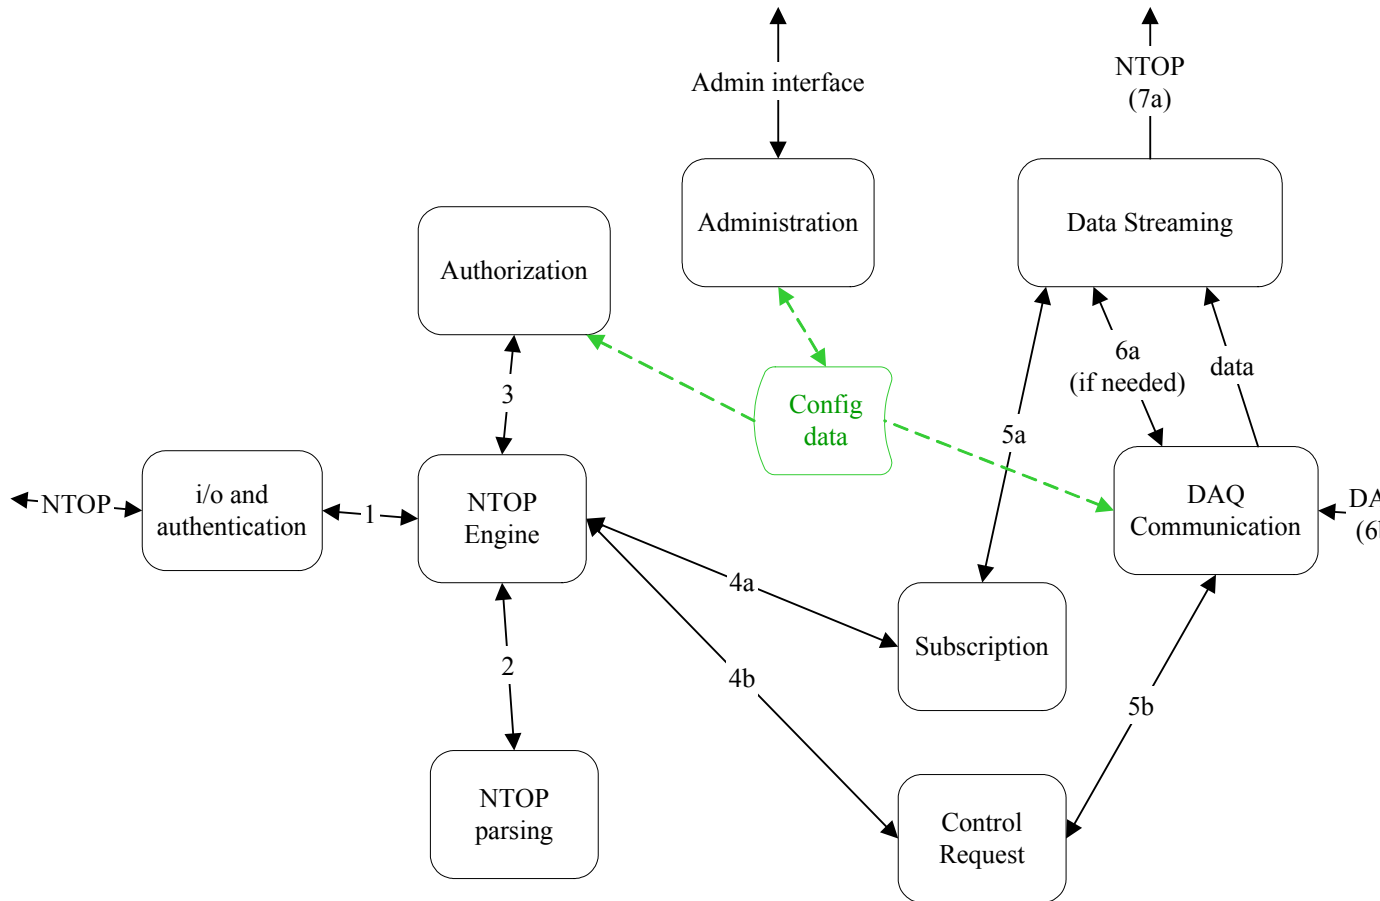 NTOP
(7a)
Admin interface
Administration
Data Streaming
Authorization
6a
(if needed)
data
3
Config
data
5a
NTOP
i/o and
authentication
1
NTOP
Engine
DAQ
Communication
4a
Subscription
2
4b
5b
NTOP
parsing
Control
Request